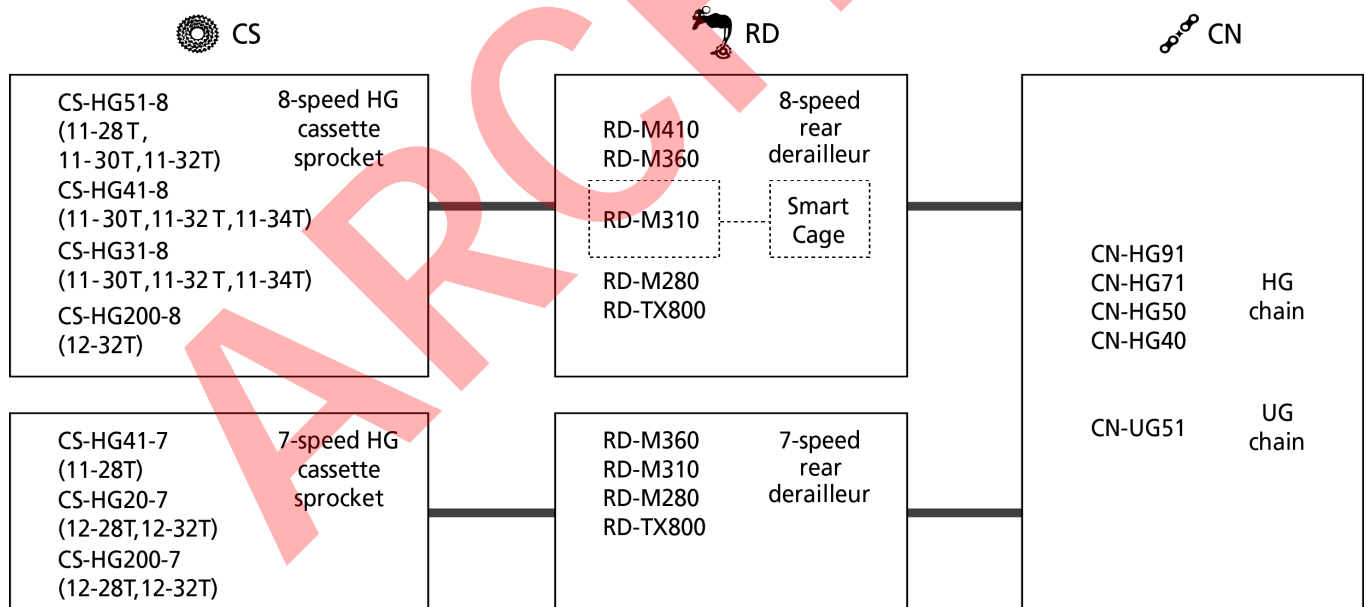 CS
RD
CN
CS-HG51-8
(11-28T,
11-30T,11-32T)
CS-HG41-8
(11-30T,11-32T,11-34T)
CS-HG31-8
(11-30T,11-32T,11-34T)
CS-HG200-8
(12-32T)
8-speed HG
cassette
sprocket
RD-M410
RD-M360
RD-M310
RD-M280
RD-TX800
8-speed
rear
derailleur
Smart
Cage
CN-HG91
CN-HG71
CN-HG50
CN-HG40
HG
chain
CN-UG51
UG
chain
CS-HG41-7
(11-28T)
CS-HG20-7
(12-28T,12-32T)
CS-HG200-7
(12-28T,12-32T)
7-speed HG
cassette
sprocket
RD-M360
RD-M310
RD-M280
RD-TX800
7-speed
rear
derailleur